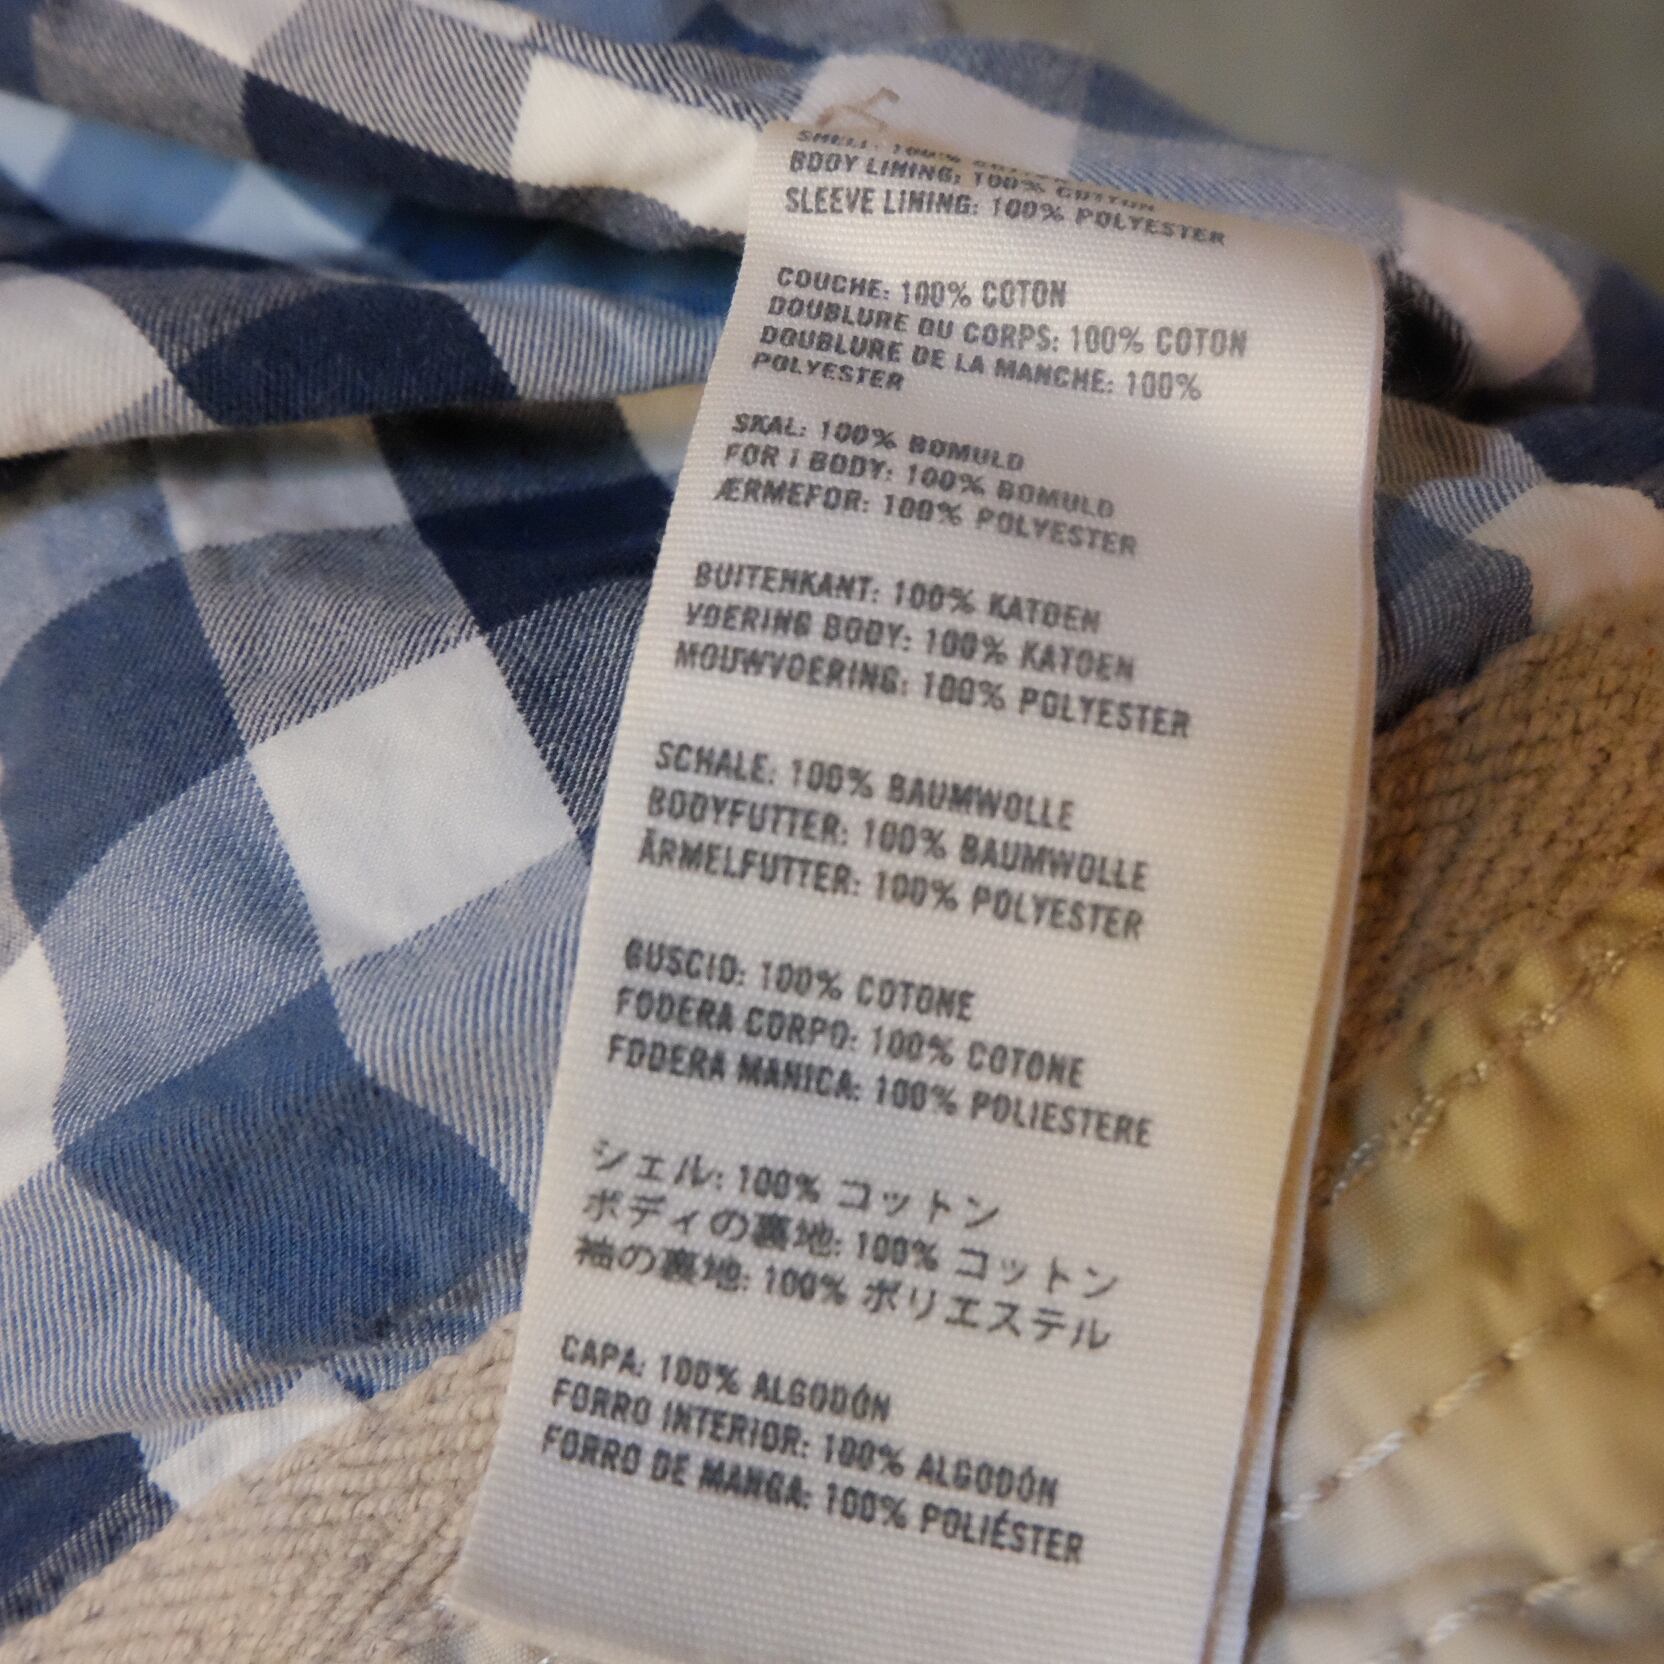 SHELL: 100% COTTON
BODY LINING: 100% COTTON
SLEEVE LINING: 100% POLYESTER
COUCHE: 100% COTON
DOUBLURE DU CORPS: 100% COTON
DOUBLURE DE LA MANCHE: 100%
POLYESTER
SKAL: 100% BOMULD
FOR I BODY: 100% BOMULD
ÆRMEFOR: 100% POLYESTER
BUITENKANT: 100% KATOEN
VOERING BODY: 100% KATOEN
MOUWVOERING: 100% POLYESTER
SCHALE: 100% BAUMWOLLE
BODYFUTTER: 100% BAUMWOLLE
ÄRMELFUTTER: 100% POLYESTER
GUSCIO: 100% COTONE
FODERA CORPO: 100% COTONE
FODERA MANICA: 100% POLIESTERE
シェル: 100% コットン
ボディの裏地: 100% コットン
袖の裏地: 100% ポリエステル
CAPA: 100% ALGODÓN
FORRO INTERIOR: 100% ALGODÓN
FORRO DE MANGA: 100% POLIÉSTER